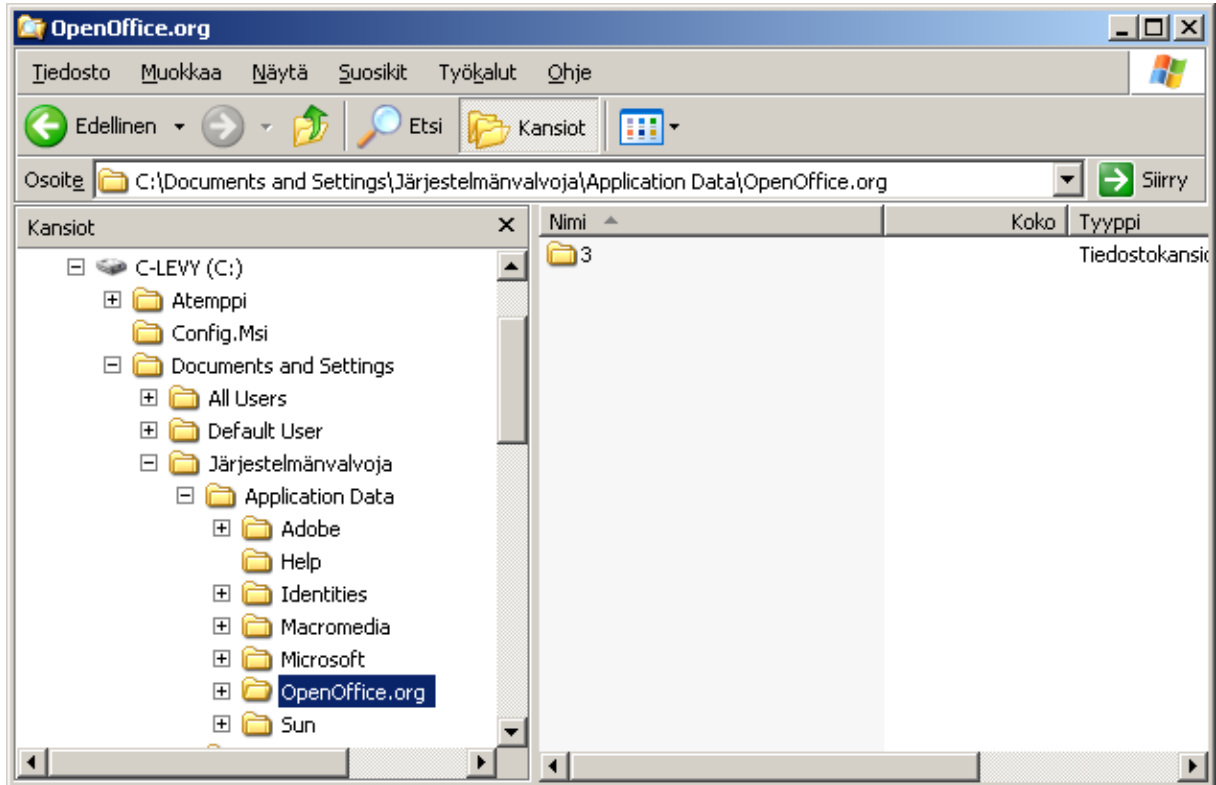 OpenOffice.org
Tiedosto Muokkaa Näytä Suosikit Työkalut Ohje
Edellinen Etsi Kansiot
Osoite C:\Documents and Settings\Järjestelmänvalvoja\Application Data\OpenOffice.org Siirry
Kansiot
C-LEVY (C:)
Atemppi
Config.Msi
Documents and Settings
All Users
Default User
Järjestelmänvalvoja
Application Data
Adobe
Help
Identities
Macromedia
Microsoft
OpenOffice.org
Sun
Nimi Koko Tyyppi
3 Tiedostokansio